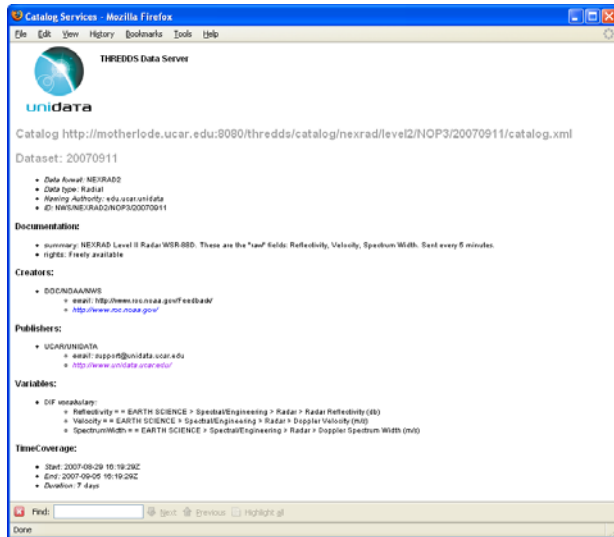 Catalog Services - Mozilla Firefox
File Edit View History Bookmarks Tools Help
THREDDS Data Server
unidata
Catalog http://motherlode.ucar.edu:8080/thredds/catalog/nexrad/level2/NOP3/20070911/catalog.xml
Dataset: 20070911
Data format: NEXRAD2
Data type: Radial
Naming Authority: edu.ucar.unidata
ID: NWS/NEXRAD2/NOP3/20070911
Documentation:
summary: NEXRAD Level II Radar WSR-88D. These are the "raw" fields: Reflectivity, Velocity, Spectrum Width. Sent every 5 minutes.
rights: Freely available
Creators:
DOC/NOAA/NWS
email: http://www.roc.noaa.gov/Feedback/
http://www.roc.noaa.gov/
Publishers:
UCAR/UNIDATA
email: support@unidata.ucar.edu
http://www.unidata.ucar.edu/
Variables:
DIF vocabulary:
Reflectivity = = EARTH SCIENCE > Spectral/Engineering > Radar > Radar Reflectivity (db)
Velocity = = EARTH SCIENCE > Spectral/Engineering > Radar > Doppler Velocity (m/s)
SpectrumWidth = = EARTH SCIENCE > Spectral/Engineering > Radar > Doppler Spectrum Width (m/s)
TimeCoverage:
Start: 2007-08-29 16:19:29Z
End: 2007-09-05 16:19:29Z
Duration: 7 days
Find: Next Previous Highlight all
Done